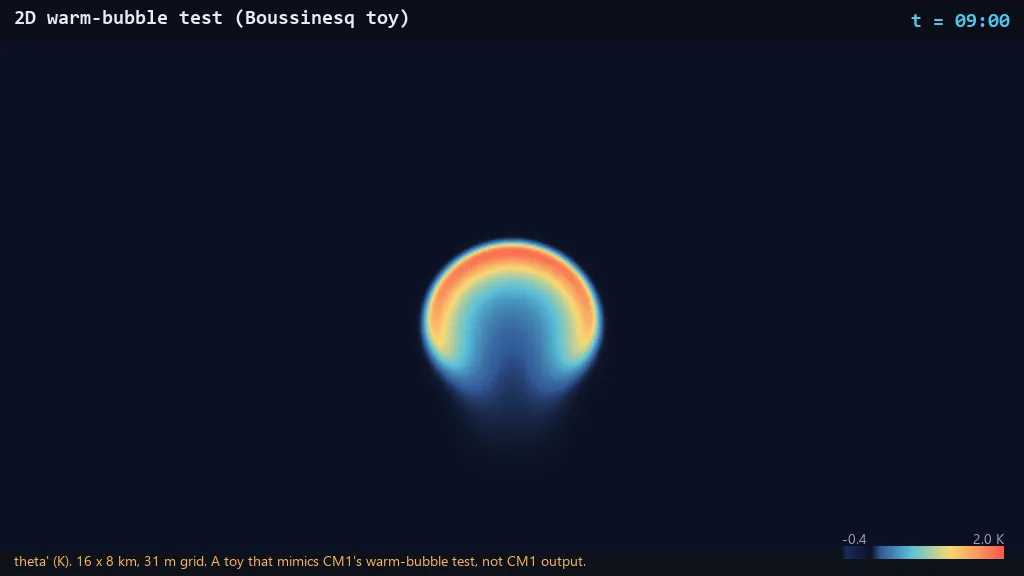 2D warm-bubble test (Boussinesq toy)
t = 09:00
-0.4
2.0 K
theta' (K). 16 x 8 km, 31 m grid. A toy that mimics CM1's warm-bubble test, not CM1 output.